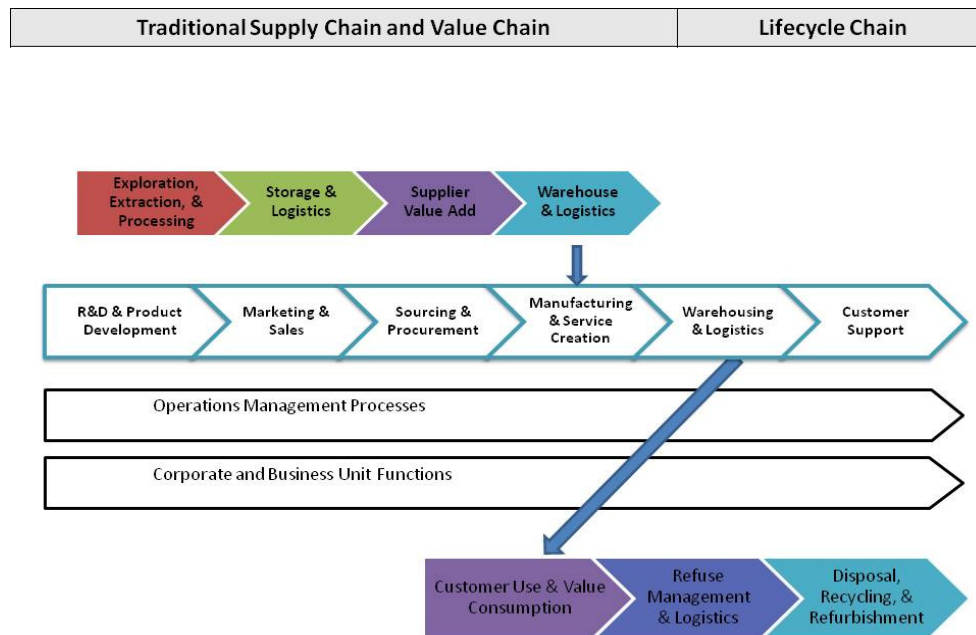 Traditional Supply Chain and Value Chain
Lifecycle Chain
Exploration,
Extraction, &
Processing
Storage &
Logistics
Supplier
Value Add
Warehouse
& Logistics
R&D & Product
Development
Marketing &
Sales
Sourcing &
Procurement
Manufacturing
& Service
Creation
Warehousing
& Logistics
Customer
Support
Operations Management Processes
Corporate and Business Unit Functions
Customer Use & Value
Consumption
Refuse
Management
& Logistics
Disposal,
Recycling, &
Refurbishment